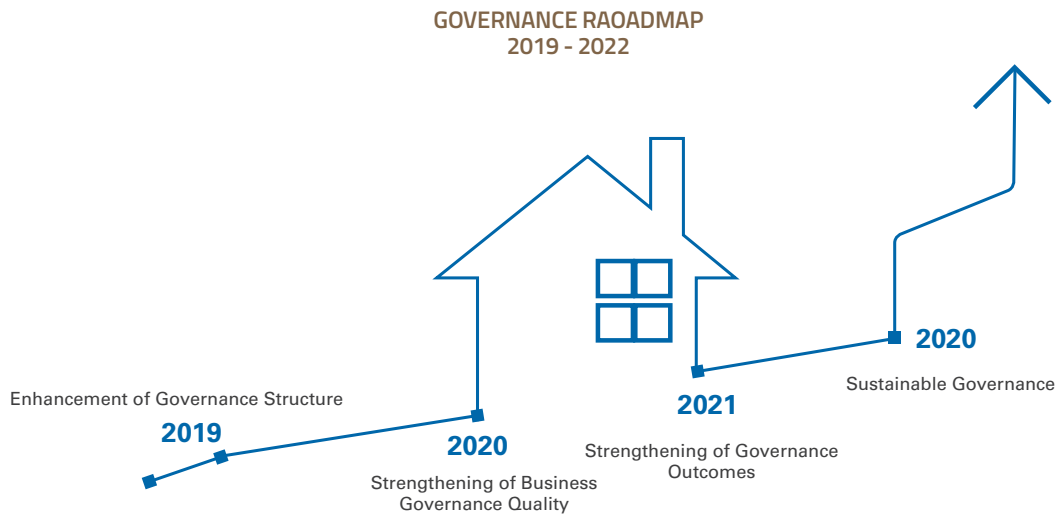 GOVERNANCE RAOADMAP
2019 - 2022
Enhancement of Governance Structure
2019
2020
Strengthening of Business
Governance Quality
2021
Strengthening of Governance
Outcomes
2020
Sustainable Governance